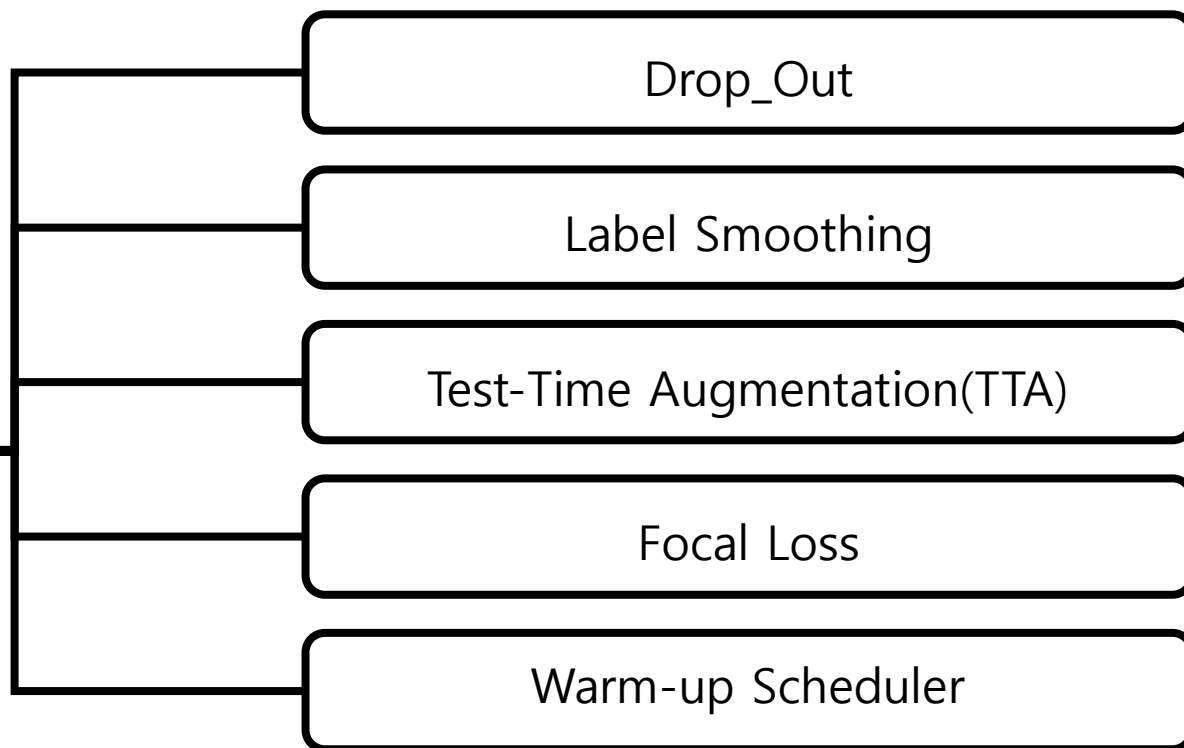 Drop_Out
Label Smoothing
Test-Time Augmentation(TTA)
Focal Loss
Warm-up Scheduler